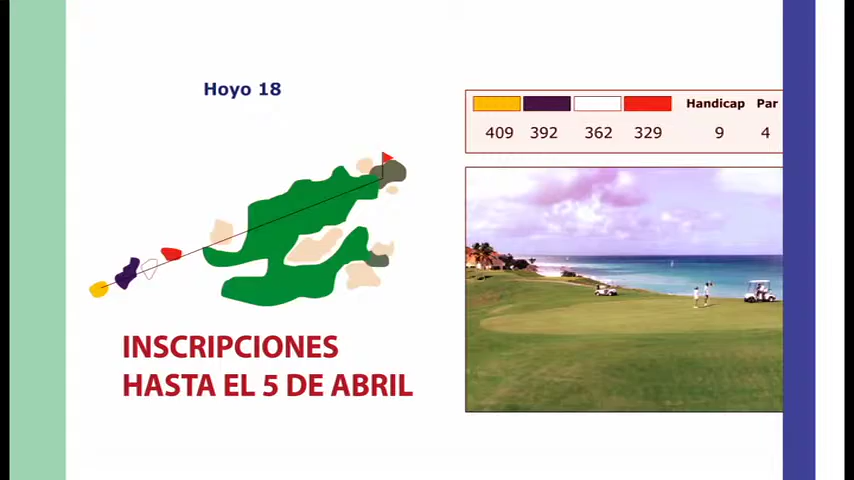 Hoyo 18
Handicap Par
409 392 362 329 9 4
INSCRIPCIONES
HASTA EL 5 DE ABRIL